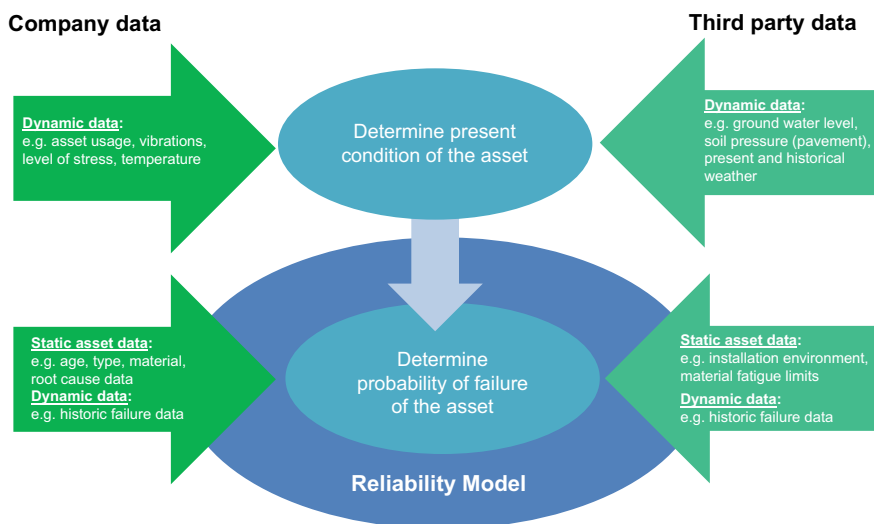 Company data
Third party data
Dynamic data:
e.g. asset usage, vibrations,
level of stress, temperature
Determine present
condition of the asset
Dynamic data:
e.g. ground water level,
soil pressure (pavement),
present and historical
weather
Static asset data:
e.g. age, type, material,
root cause data
Dynamic data:
e.g. historic failure data
Determine
probability of failure
of the asset
Static asset data:
e.g. installation environment,
material fatigue limits
Dynamic data:
e.g. historic failure data
Reliability Model